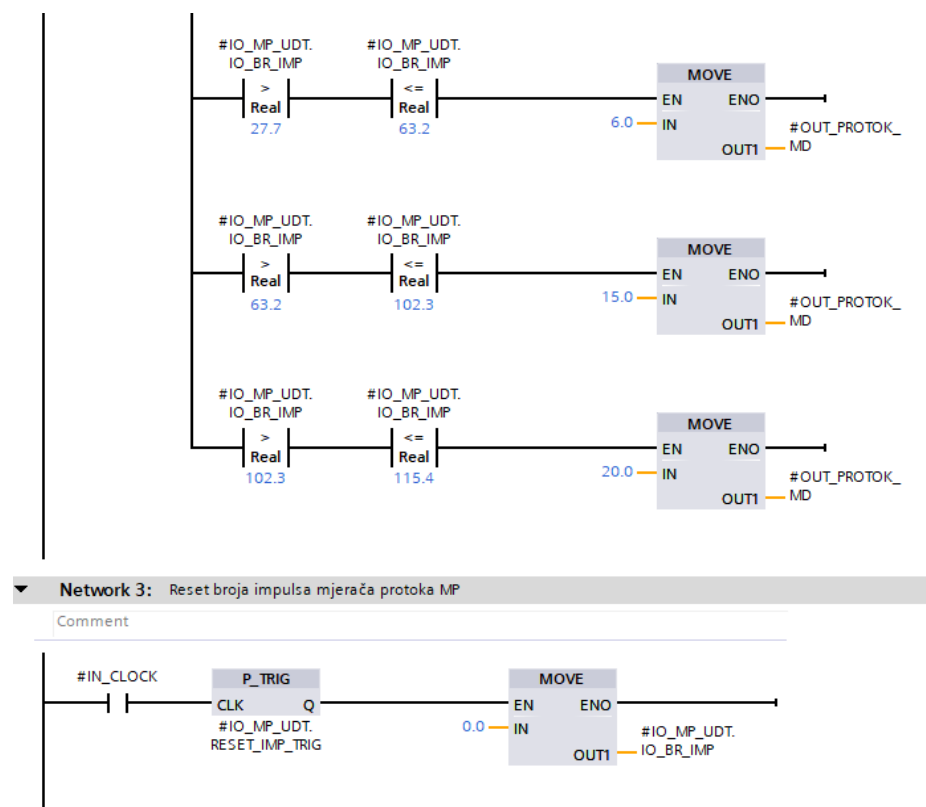 #IO_MP_UDT. #IO_MP_UDT.
IO_BR_IMP IO_BR_IMP
> <= MOVE
Real Real EN ENO
27.7 63.2 6.0 IN #OUT_PROTOK_
OUT1 MD
#IO_MP_UDT. #IO_MP_UDT.
IO_BR_IMP IO_BR_IMP
> <= MOVE
Real Real EN ENO
63.2 102.3 15.0 IN #OUT_PROTOK_
OUT1 MD
#IO_MP_UDT. #IO_MP_UDT.
IO_BR_IMP IO_BR_IMP
> <= MOVE
Real Real EN ENO
102.3 115.4 20.0 IN #OUT_PROTOK_
OUT1 MD
Network 3: Reset broja impulsa mjerača protoka MP
Comment
#IN_CLOCK P_TRIG MOVE
CLK Q EN ENO
#IO_MP_UDT. 0.0 IN #IO_MP_UDT.
RESET_IMP_TRIG OUT1 IO_BR_IMP